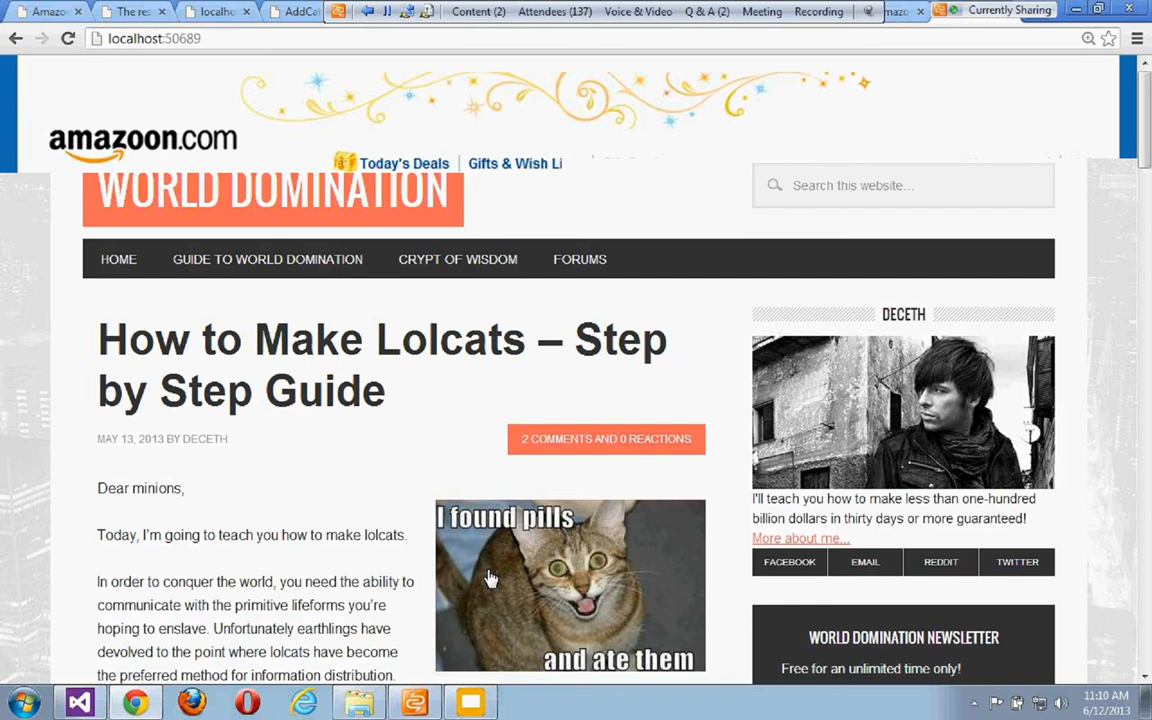 Amazo
The res
localho
AddCat
Content (2)
Attendees (137)
Voice & Video
Q & A (2)
Meeting
Recording
mazo
Currently Sharing
localhost:50689
amazoon.com
Today's Deals
Gifts & Wish Li
WORLD DOMINATION
Search this website...
HOME
GUIDE TO WORLD DOMINATION
CRYPT OF WISDOM
FORUMS
How to Make Lolcats – Step
by Step Guide
MAY 13, 2013 BY DECETH
2 COMMENTS AND 0 REACTIONS
Dear minions,
Today, I'm going to teach you how to make lolcats.
In order to conquer the world, you need the ability to
communicate with the primitive lifeforms you're
hoping to enslave. Unfortunately earthlings have
devolved to the point where lolcats have become
the preferred method for information distribution.
I found pills
and ate them
DECETH
I'll teach you how to make less than one-hundred
billion dollars in thirty days or more guaranteed!
More about me...
FACEBOOK
EMAIL
REDDIT
TWITTER
WORLD DOMINATION NEWSLETTER
Free for an unlimited time only!
11:10 AM
6/12/2013